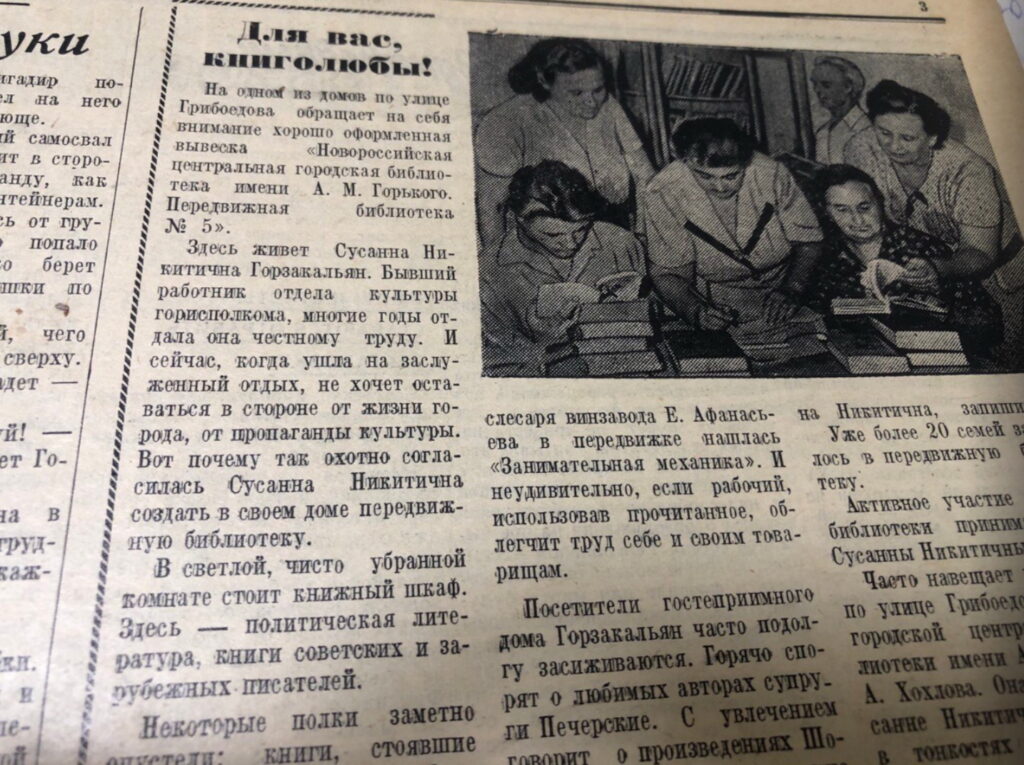 3
уки
по-
ел на него
ующе.
ий самосвал
ит в сторо-
анду, как
нтейнерам.
сь от гру-
попало
о берет
шки по
й, чего
сверху.
адет —
уй! —
ет Го-
на в
груд-
каж-
ки.
и
Для вас,
книголюбы!
На одном из домов по улице
Грибоедова обращает на себя
внимание хорошо оформленная
вывеска «Новороссийская
центральная городская библио-
тека имени А. М. Горького.
Передвижная библиотека
№ 5».
Здесь живет Сусанна Ни-
китична Горзакальян. Бывший
работник отдела культуры
горисполкома, многие годы от-
дала она честному труду. И
сейчас, когда ушла на заслу-
женный отдых, не хочет оста-
ваться в стороне от жизни го-
рода, от пропаганды культуры.
Вот почему так охотно согла-
силась Сусанна Никитична
создать в своем доме передвиж-
ную библиотеку.
В светлой, чисто убранной
комнате стоит книжный шкаф.
Здесь — политическая лите-
ратура, книги советских и за-
рубежных писателей.
Некоторые полки заметно
опустели: книги, стоявшие
слесаря винзавода Е. Афанась-
ева в передвижке нашлась
«Занимательная механика». И
неудивительно, если рабочий,
использовав прочитанное, об-
легчит труд себе и своим това-
рищам.
Посетители гостеприимного
дома Горзакальян часто подол-
гу засиживаются. Горячо спо-
рят о любимых авторах супру-
ги Печерские. С увлечением
говорит о произведениях Шо-
на Никитична, запиши
Уже более 20 семей за
лось в передвижную
теку.
Активное участие
библиотеки приним
Сусанны Никитичны
Часто навещает
по улице Грибоед
городской центр
лиотеки имени А
А. Хохлова. Она
санне Никитич
в тонкостях